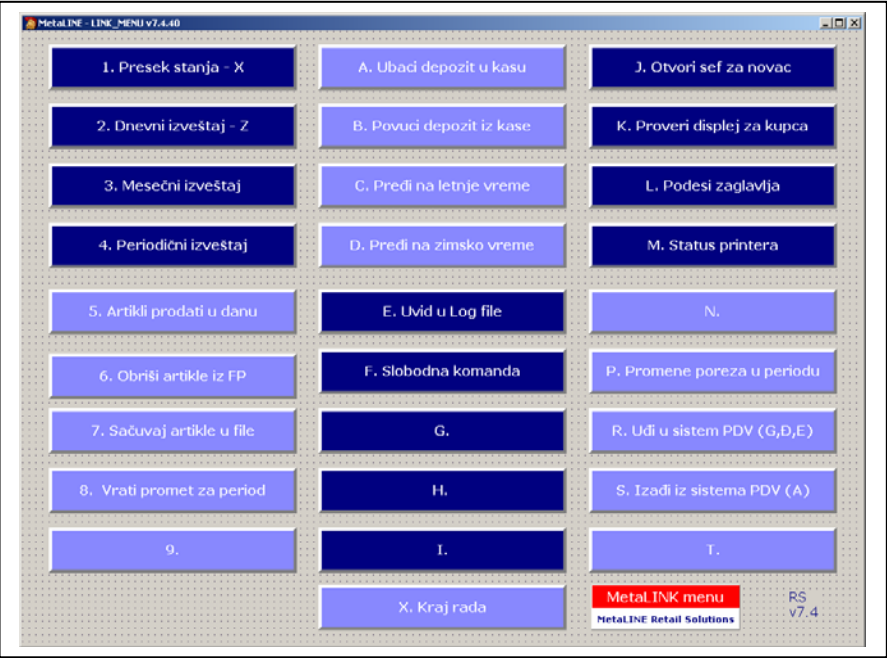 MetaLINE - LINK_MENU v7.4.40
1. Presek stanja - X
A. Ubaci depozit u kasu
J. Otvori sef za novac
2. Dnevni izveštaj - Z
B. Povuci depozit iz kase
K. Proveri displej za kupca
3. Mesečni izveštaj
C. Pređi na letnje vreme
L. Podesi zaglavlja
4. Periodični izveštaj
D. Pređi na zimsko vreme
M. Status printera
5. Artikli prodati u danu
E. Uvid u Log file
N.
6. Obriši artikle iz FP
F. Slobodna komanda
P. Promene poreza u periodu
7. Sačuvaj artikle u file
G.
R. Uđi u sistem PDV (G,Đ,E)
8. Vrati promet za period
H.
S. Izađi iz sistema PDV (A)
9.
I.
T.
X. Kraj rada
MetaLINK menu
MetaLINE Retail Solutions
RS
v7.4